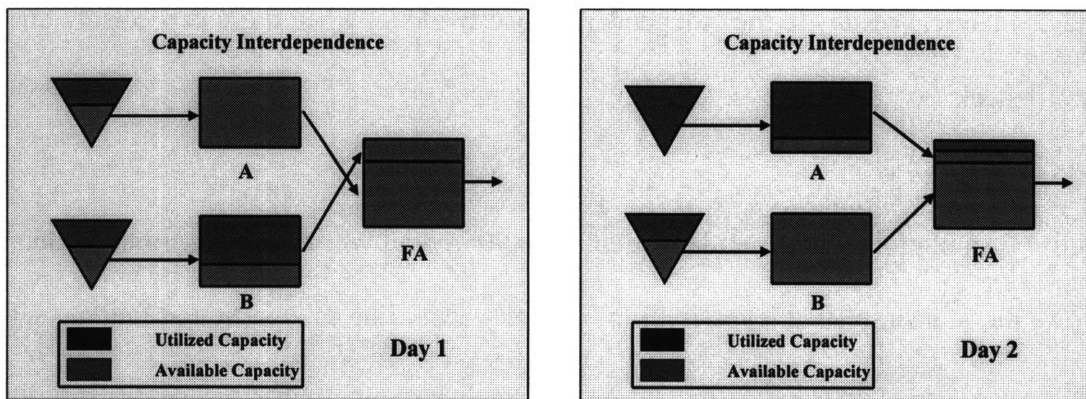 Capacity Interdependence
A
FA
B
Utilized Capacity
Available Capacity
Day 1
Capacity Interdependence
A
FA
B
Utilized Capacity
Available Capacity
Day 2